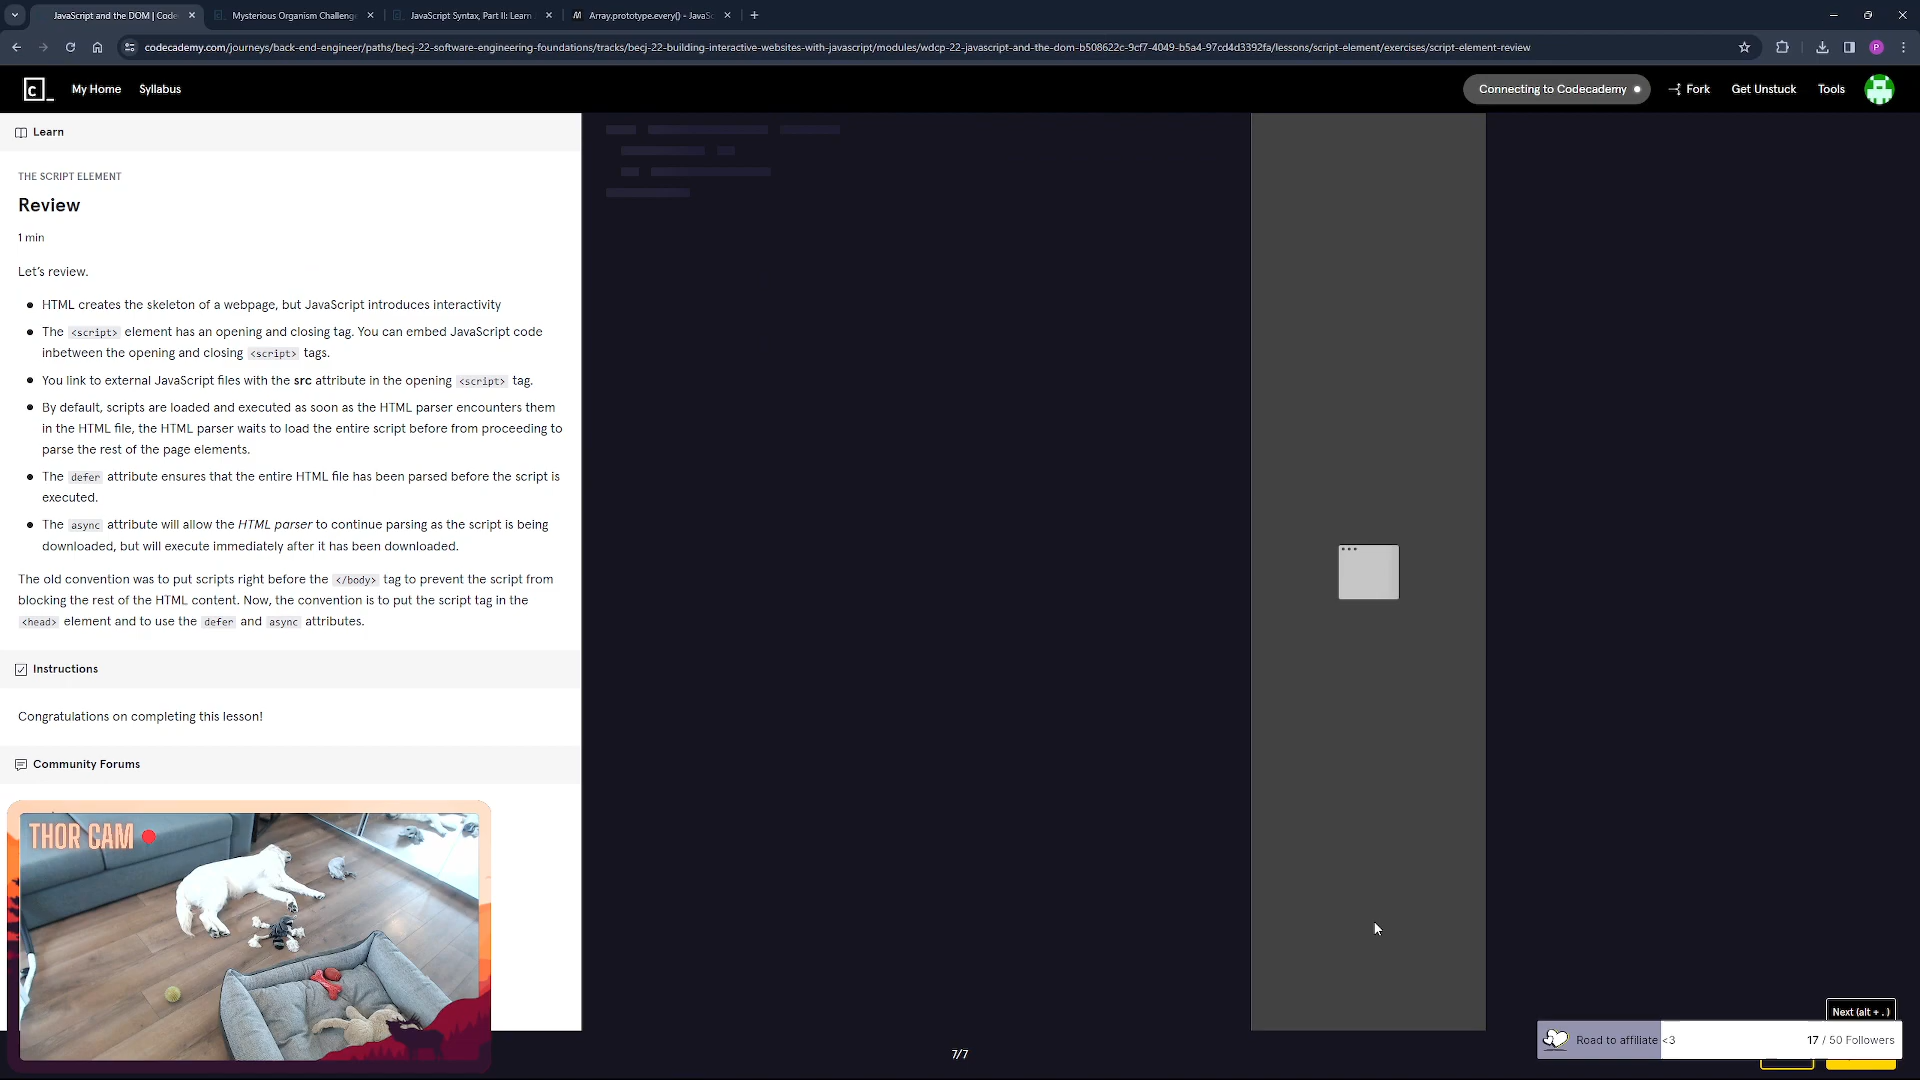 JavaScript and the DOM | Code
Mysterious Organism Challenge
JavaScript Syntax, Part II: Learn
Array.prototype.every() - JavaSc
codecademy.com/journeys/back-end-engineer/paths/becj-22-software-engineering-foundations/tracks/becj-22-building-interactive-websites-with-javascript/modules/wdcp-22-javascript-and-the-dom-b508622c-9cf7-4049-b5a4-97cd4d3392fa/lessons/script-element/exercises/script-element-review
P
c
My Home
Syllabus
Connecting to Codecademy
Fork
Get Unstuck
Tools
Learn
THE SCRIPT ELEMENT
Review
1 min
Let's review.
HTML creates the skeleton of a webpage, but JavaScript introduces interactivity
The <script> element has an opening and closing tag. You can embed JavaScript code
inbetween the opening and closing <script> tags.
You link to external JavaScript files with the src attribute in the opening <script> tag.
By default, scripts are loaded and executed as soon as the HTML parser encounters them
in the HTML file, the HTML parser waits to load the entire script before from proceeding to
parse the rest of the page elements.
The defer attribute ensures that the entire HTML file has been parsed before the script is
executed.
The async attribute will allow the HTML parser to continue parsing as the script is being
downloaded, but will execute immediately after it has been downloaded.
The old convention was to put scripts right before the </body> tag to prevent the script from
blocking the rest of the HTML content. Now, the convention is to put the script tag in the
<head> element and to use the defer and async attributes.
Instructions
Congratulations on completing this lesson!
Community Forums
THOR CAM
7/7
Next (alt + . )
Road to affiliate <3
17 / 50 Followers